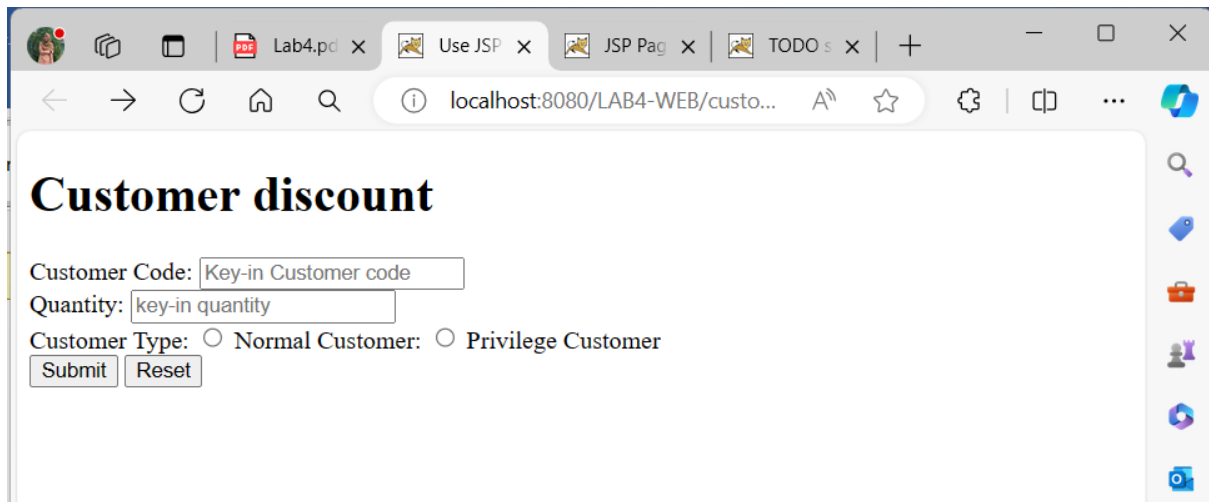 PDF Lab4.pd Use JSP JSP Pag TODO s
localhost:8080/LAB4-WEB/custo... A
Customer discount
Customer Code: Key-in Customer code
Quantity: key-in quantity
Customer Type: Normal Customer: Privilege Customer
Submit Reset